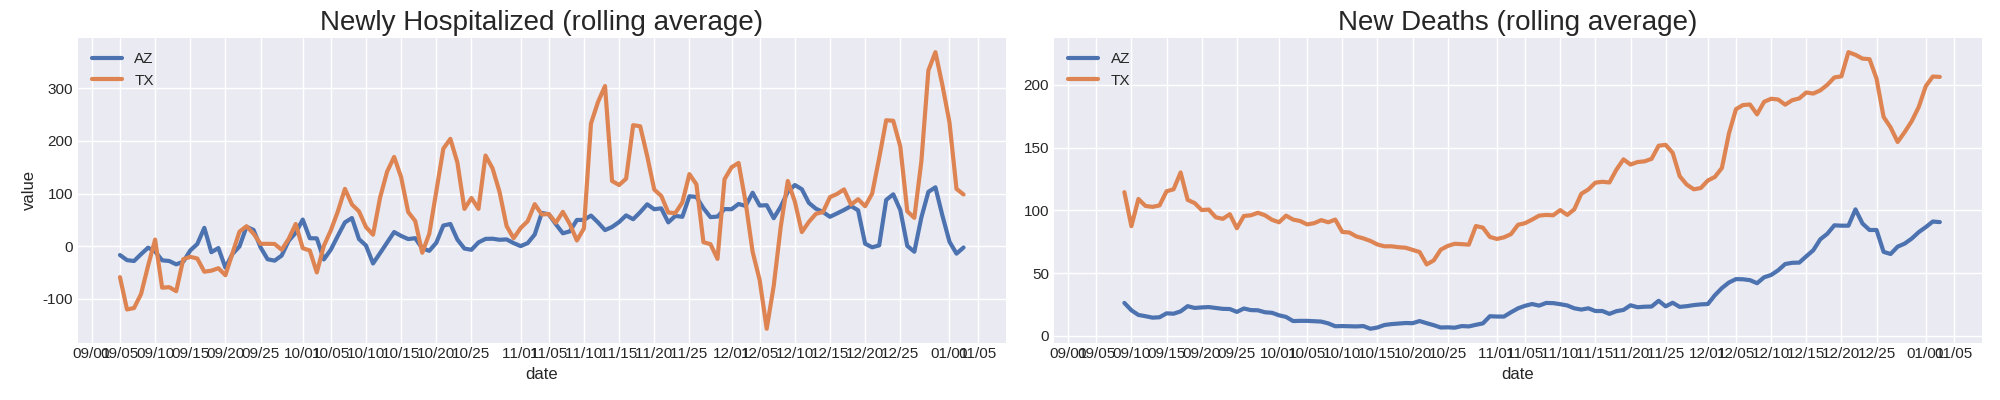 Newly Hospitalized (rolling average)
AZ
TX
300
200
100
0
-100
value
09/01 09/05 09/10 09/15 09/20 09/25 10/01 10/05 10/10 10/15 10/20 10/25 11/01 11/05 11/10 11/15 11/20 11/25 12/01 12/05 12/10 12/15 12/20 12/25 01/01 01/05
date
New Deaths (rolling average)
AZ
TX
200
150
100
50
0
09/01 09/05 09/10 09/15 09/20 09/25 10/01 10/05 10/10 10/15 10/20 10/25 11/01 11/05 11/10 11/15 11/20 11/25 12/01 12/05 12/10 12/15 12/20 12/25 01/01 01/05
date